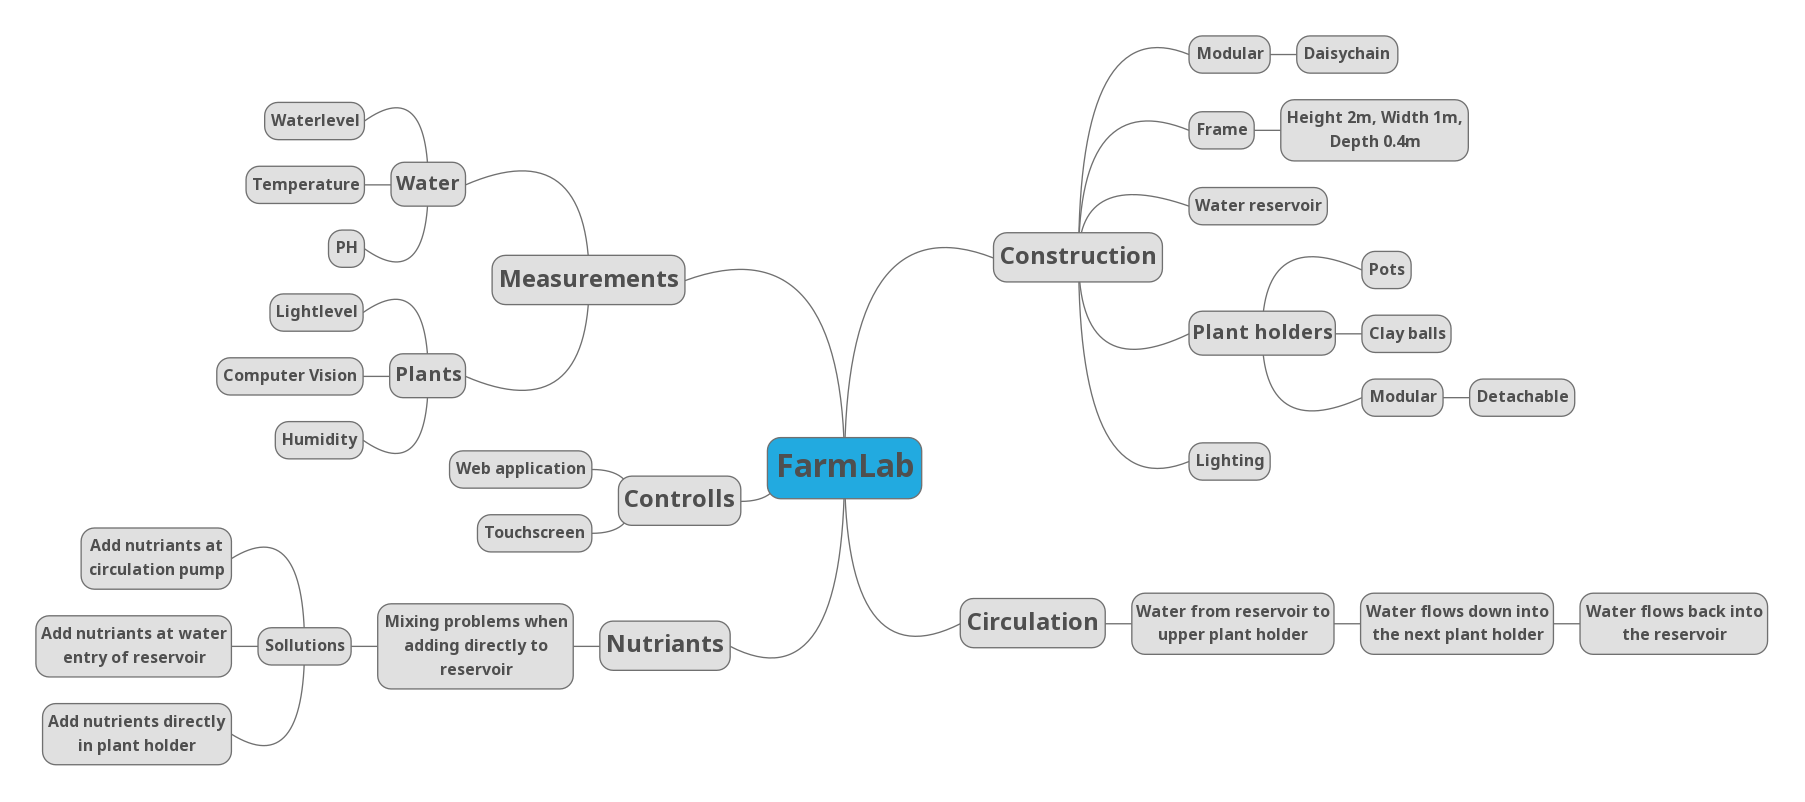 FarmLab
Measurements
Water
Waterlevel
Temperature
PH
Plants
Lightlevel
Computer Vision
Humidity
Controlls
Web application
Touchscreen
Nutriants
Mixing problems when
adding directly to
reservoir
Sollutions
Add nutriants at
circulation pump
Add nutriants at water
entry of reservoir
Add nutrients directly
in plant holder
Construction
Modular
Daisychain
Frame
Height 2m, Width 1m,
Depth 0.4m
Water reservoir
Plant holders
Pots
Clay balls
Modular
Detachable
Lighting
Circulation
Water from reservoir to
upper plant holder
Water flows down into
the next plant holder
Water flows back into
the reservoir